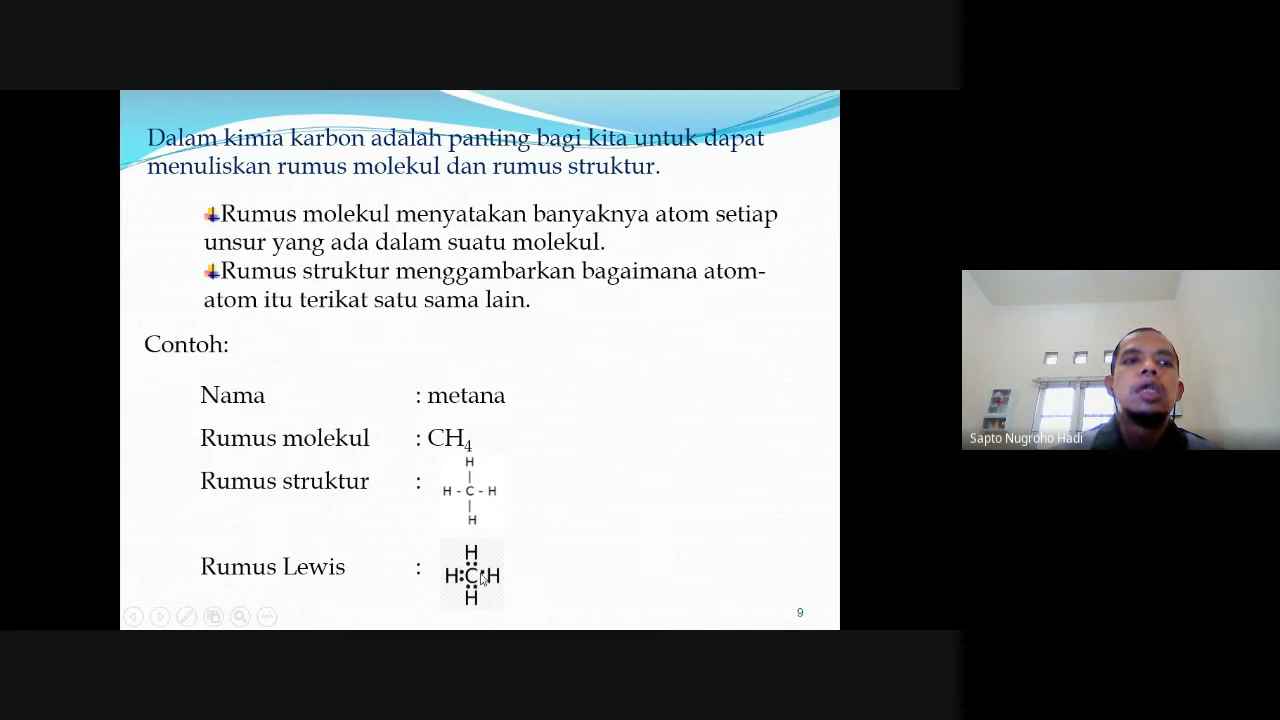 Dalam kimia karbon adalah panting bagi kita untuk dapat
menuliskan rumus molekul dan rumus struktur.
Rumus molekul menyatakan banyaknya atom setiap
unsur yang ada dalam suatu molekul.
Rumus struktur menggambarkan bagaimana atom-
atom itu terikat satu sama lain.
Contoh:
Nama : metana
Rumus molekul : CH₄
Rumus struktur :
H
|
H - C - H
|
H
Rumus Lewis :
H
H:C:H
H
9
Sapto Nugroho Hadi